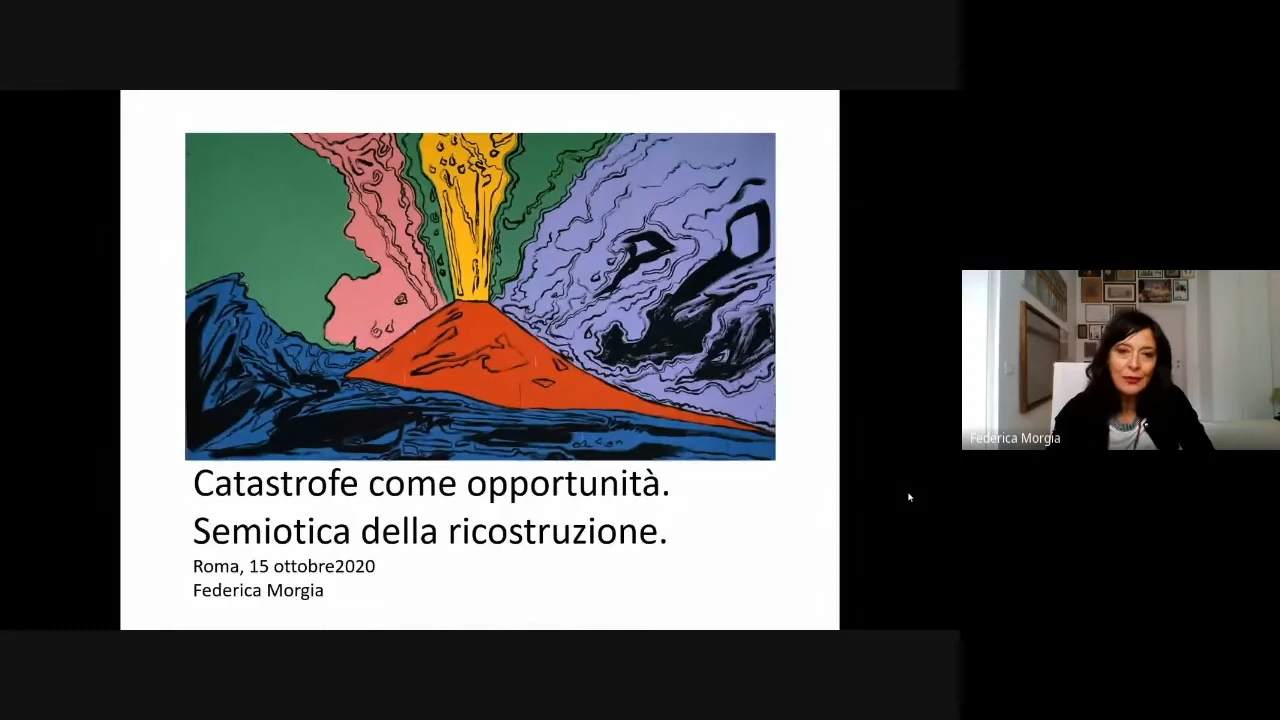 Catastrofe come opportunità.
Semiotica della ricostruzione.
Roma, 15 ottobre2020
Federica Morgia
Federica Morgia